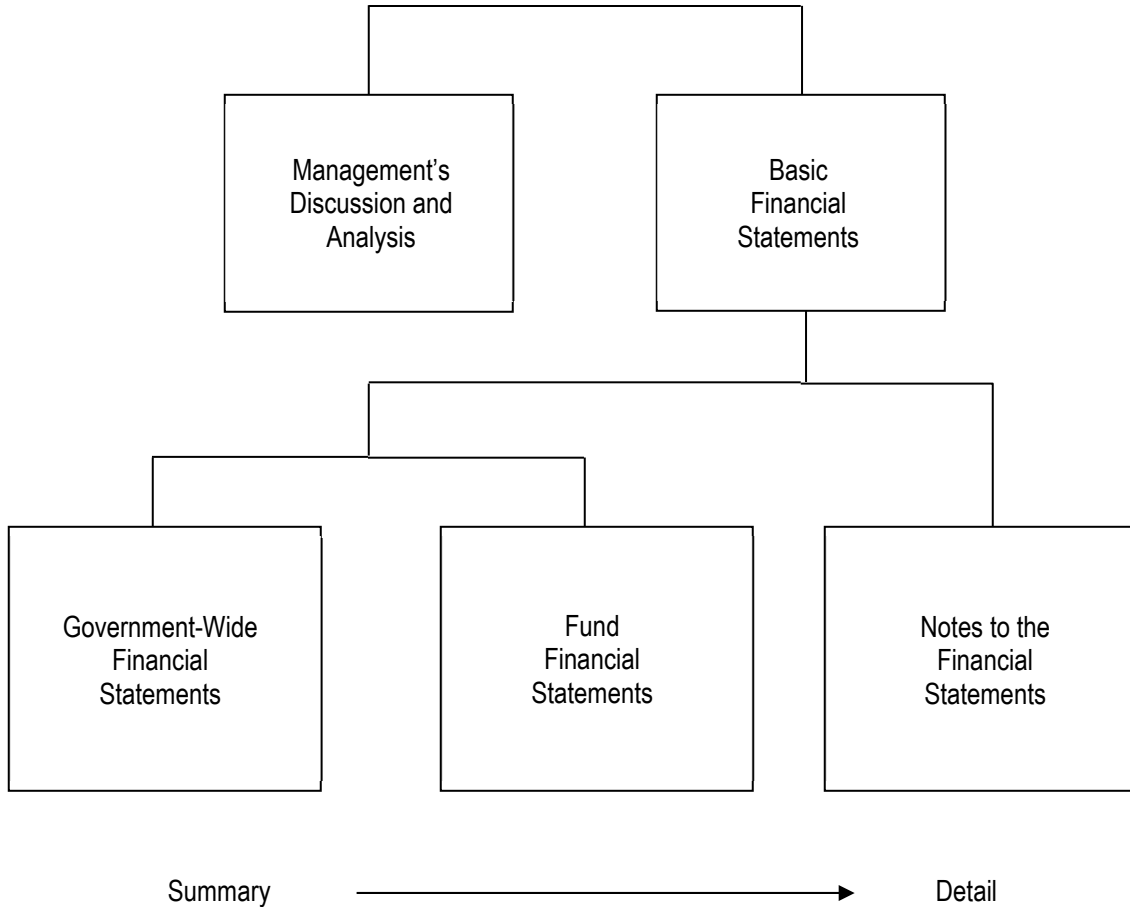 Management’s
Discussion and
Analysis
Basic
Financial
Statements
Government-Wide
Financial
Statements
Fund
Financial
Statements
Notes to the
Financial
Statements
Summary
Detail